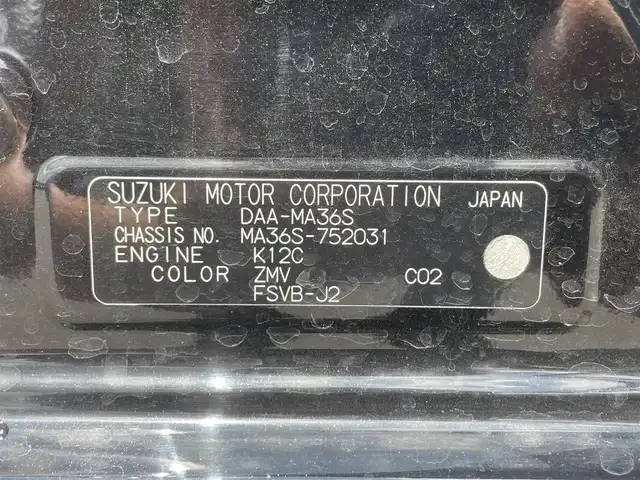 SUZUKI MOTOR CORPORATION JAPAN
TYPE DAA-MA36S
CHASSIS NO. MA36S-752031
ENGINE K12C
COLOR ZMV C02
FSVB-J2